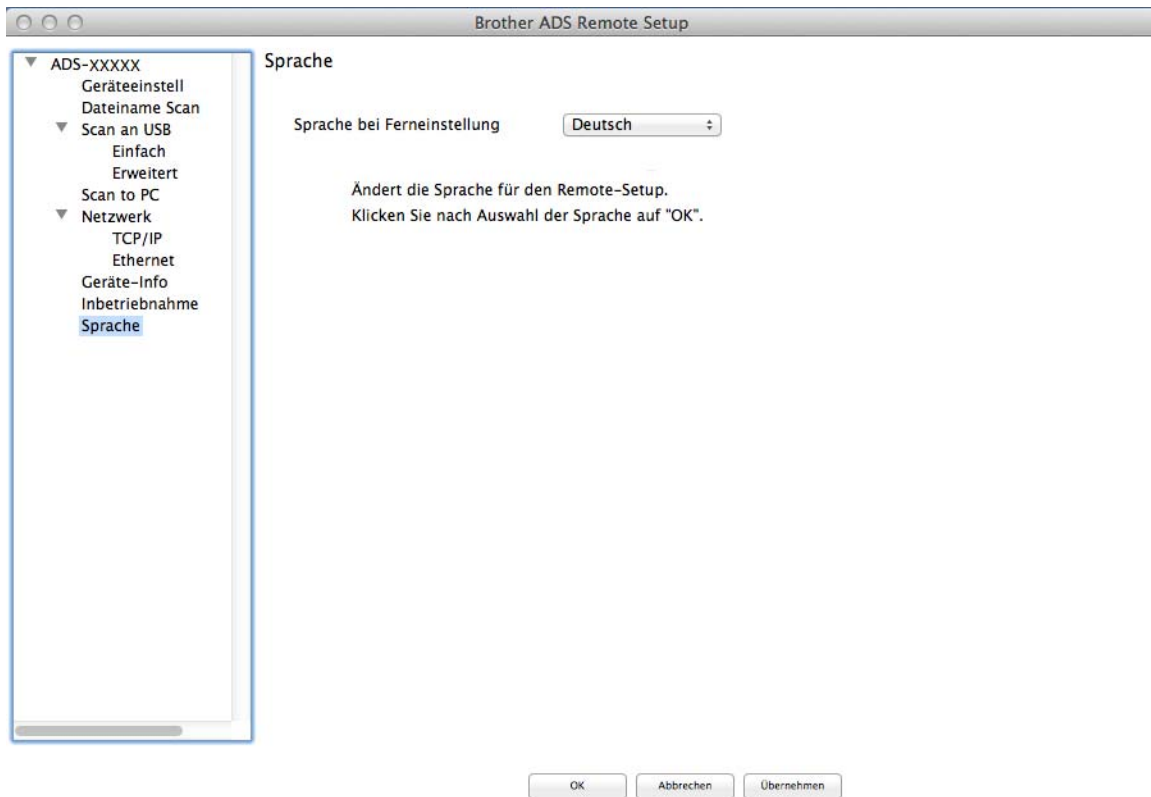 Brother ADS Remote Setup
ADS-XXXXX
Geräteeinstell
Dateiname Scan
Scan an USB
Einfach
Erweitert
Scan to PC
Netzwerk
TCP/IP
Ethernet
Geräte-Info
Inbetriebnahme
Sprache
Sprache
Sprache bei Ferneinstellung Deutsch
Ändert die Sprache für den Remote-Setup.
Klicken Sie nach Auswahl der Sprache auf "OK".
OK Abbrechen Übernehmen